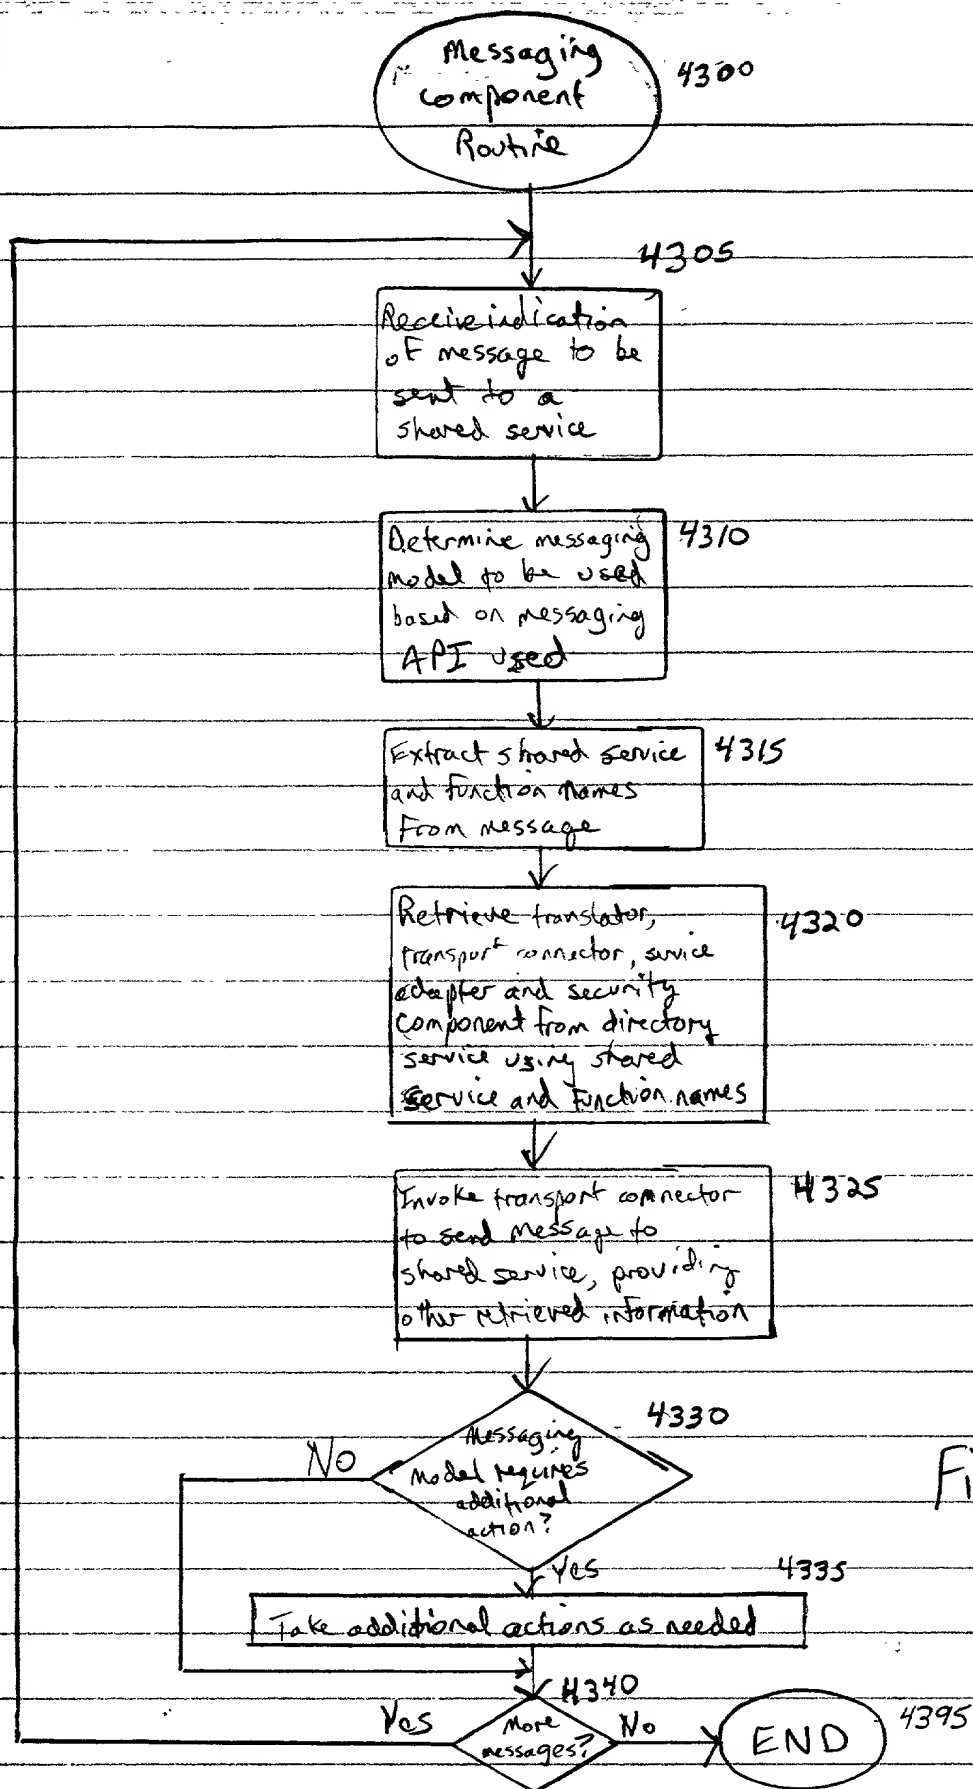 Messaging
Component
Routine
4300
4305
Receive indication
of message to be
sent to a
shared service
Determine messaging
model to be used
based on messaging
API used
4310
Extract shared service
and function names
From message
4315
Retrieve translator,
transport connector, service
adapter and security
component from directory
service using shared
service and function names
4320
Invoke transport connector
to send message to
shared service, providing
other retrieved information
4325
4330
Messaging
model requires
additional
action?
No
Fi
Yes
4335
Take additional actions as needed
4340
Yes
More
messages?
No
END
4395